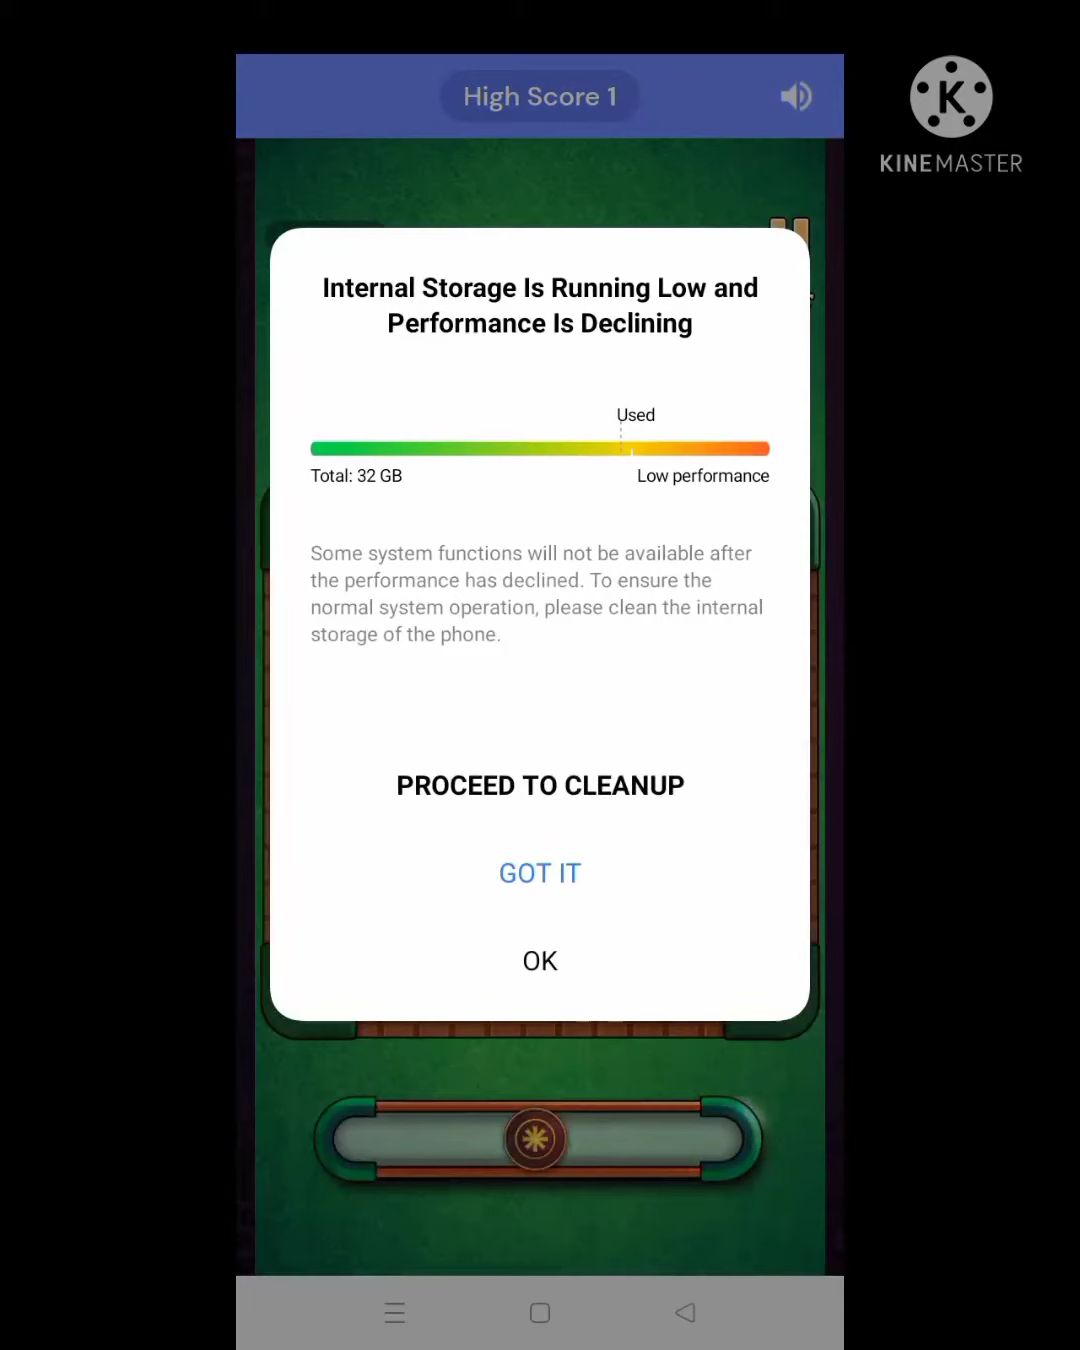 High Score 1
K
KINEMASTER
Internal Storage Is Running Low and
Performance Is Declining
Used
Total: 32 GB
Low performance
Some system functions will not be available after
the performance has declined. To ensure the
normal system operation, please clean the internal
storage of the phone.
PROCEED TO CLEANUP
GOT IT
OK